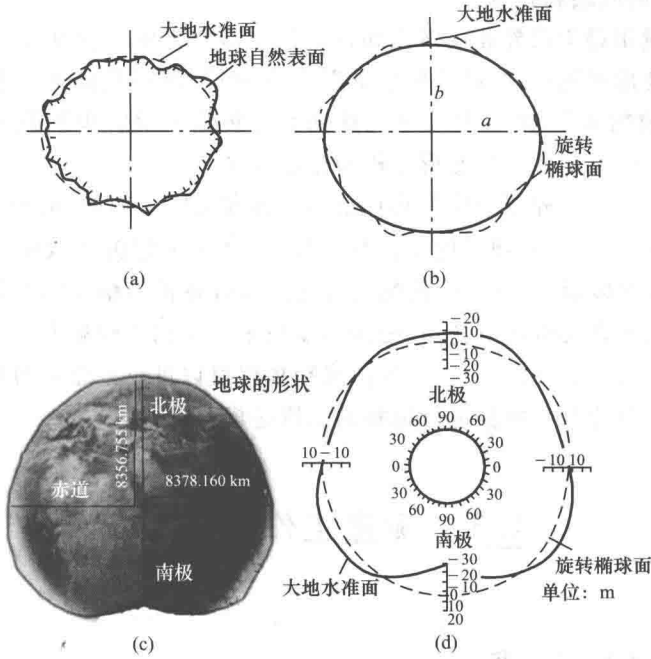 大地水准面
地球自然表面
(a)
大地水准面
b
a
旋转
椭球面
(b)
地球的形状
北极
8356.755 km
赤道
8378.160 km
南极
(c)
-20
-10
0
-10
-20
-30
北极
90
60 60
30 30
10 -10 0 0 -10 10
30 30
60 60
90
南极
-30
-20
-10
0
10
20
大地水准面
旋转椭球面
单位：m
(d)